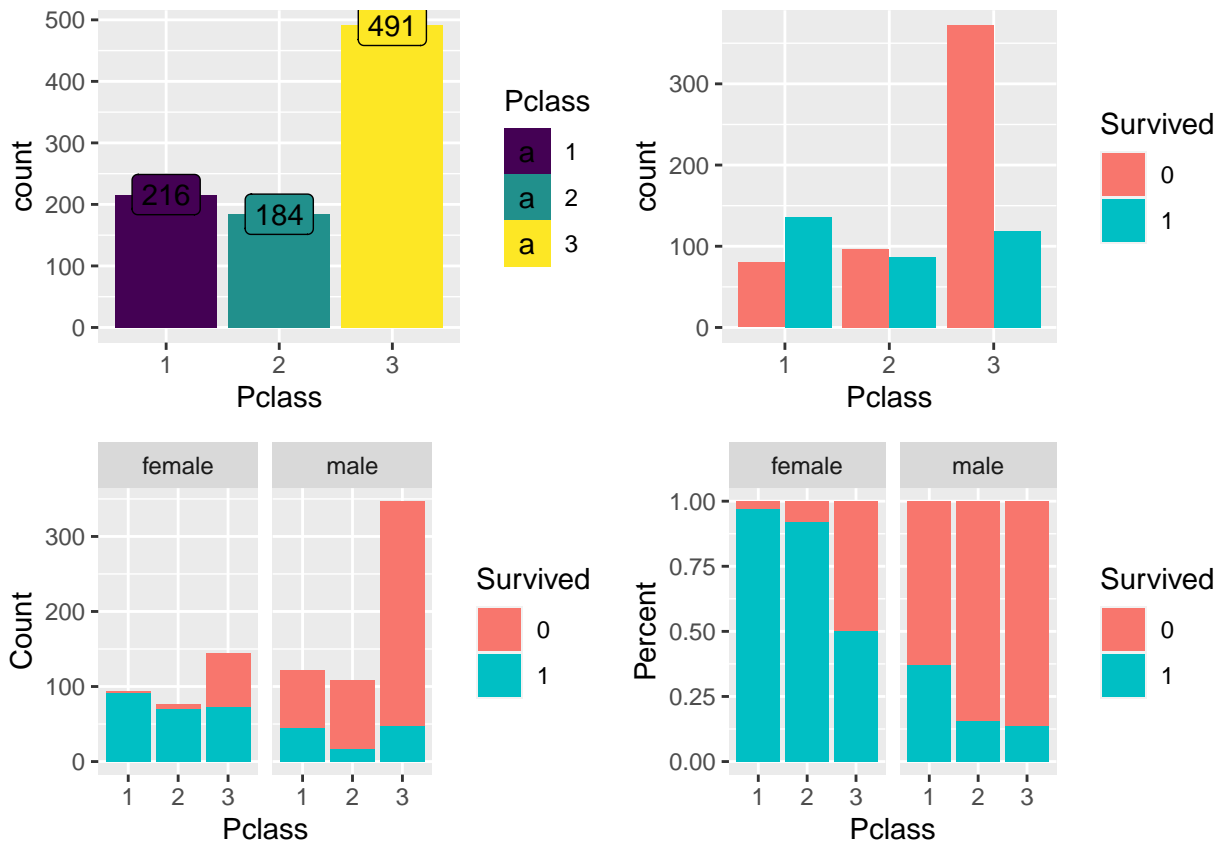 500
400
300
200
100
0
count
491
216
184
1
2
3
Pclass
Pclass
a 1
a 2
a 3
300
200
100
0
count
1
2
3
Pclass
Survived
0
1
female
male
300
200
100
0
Count
1
2
3
1
2
3
Pclass
Survived
0
1
female
male
1.00
0.75
0.50
0.25
0.00
Percent
1
2
3
1
2
3
Pclass
Survived
0
1